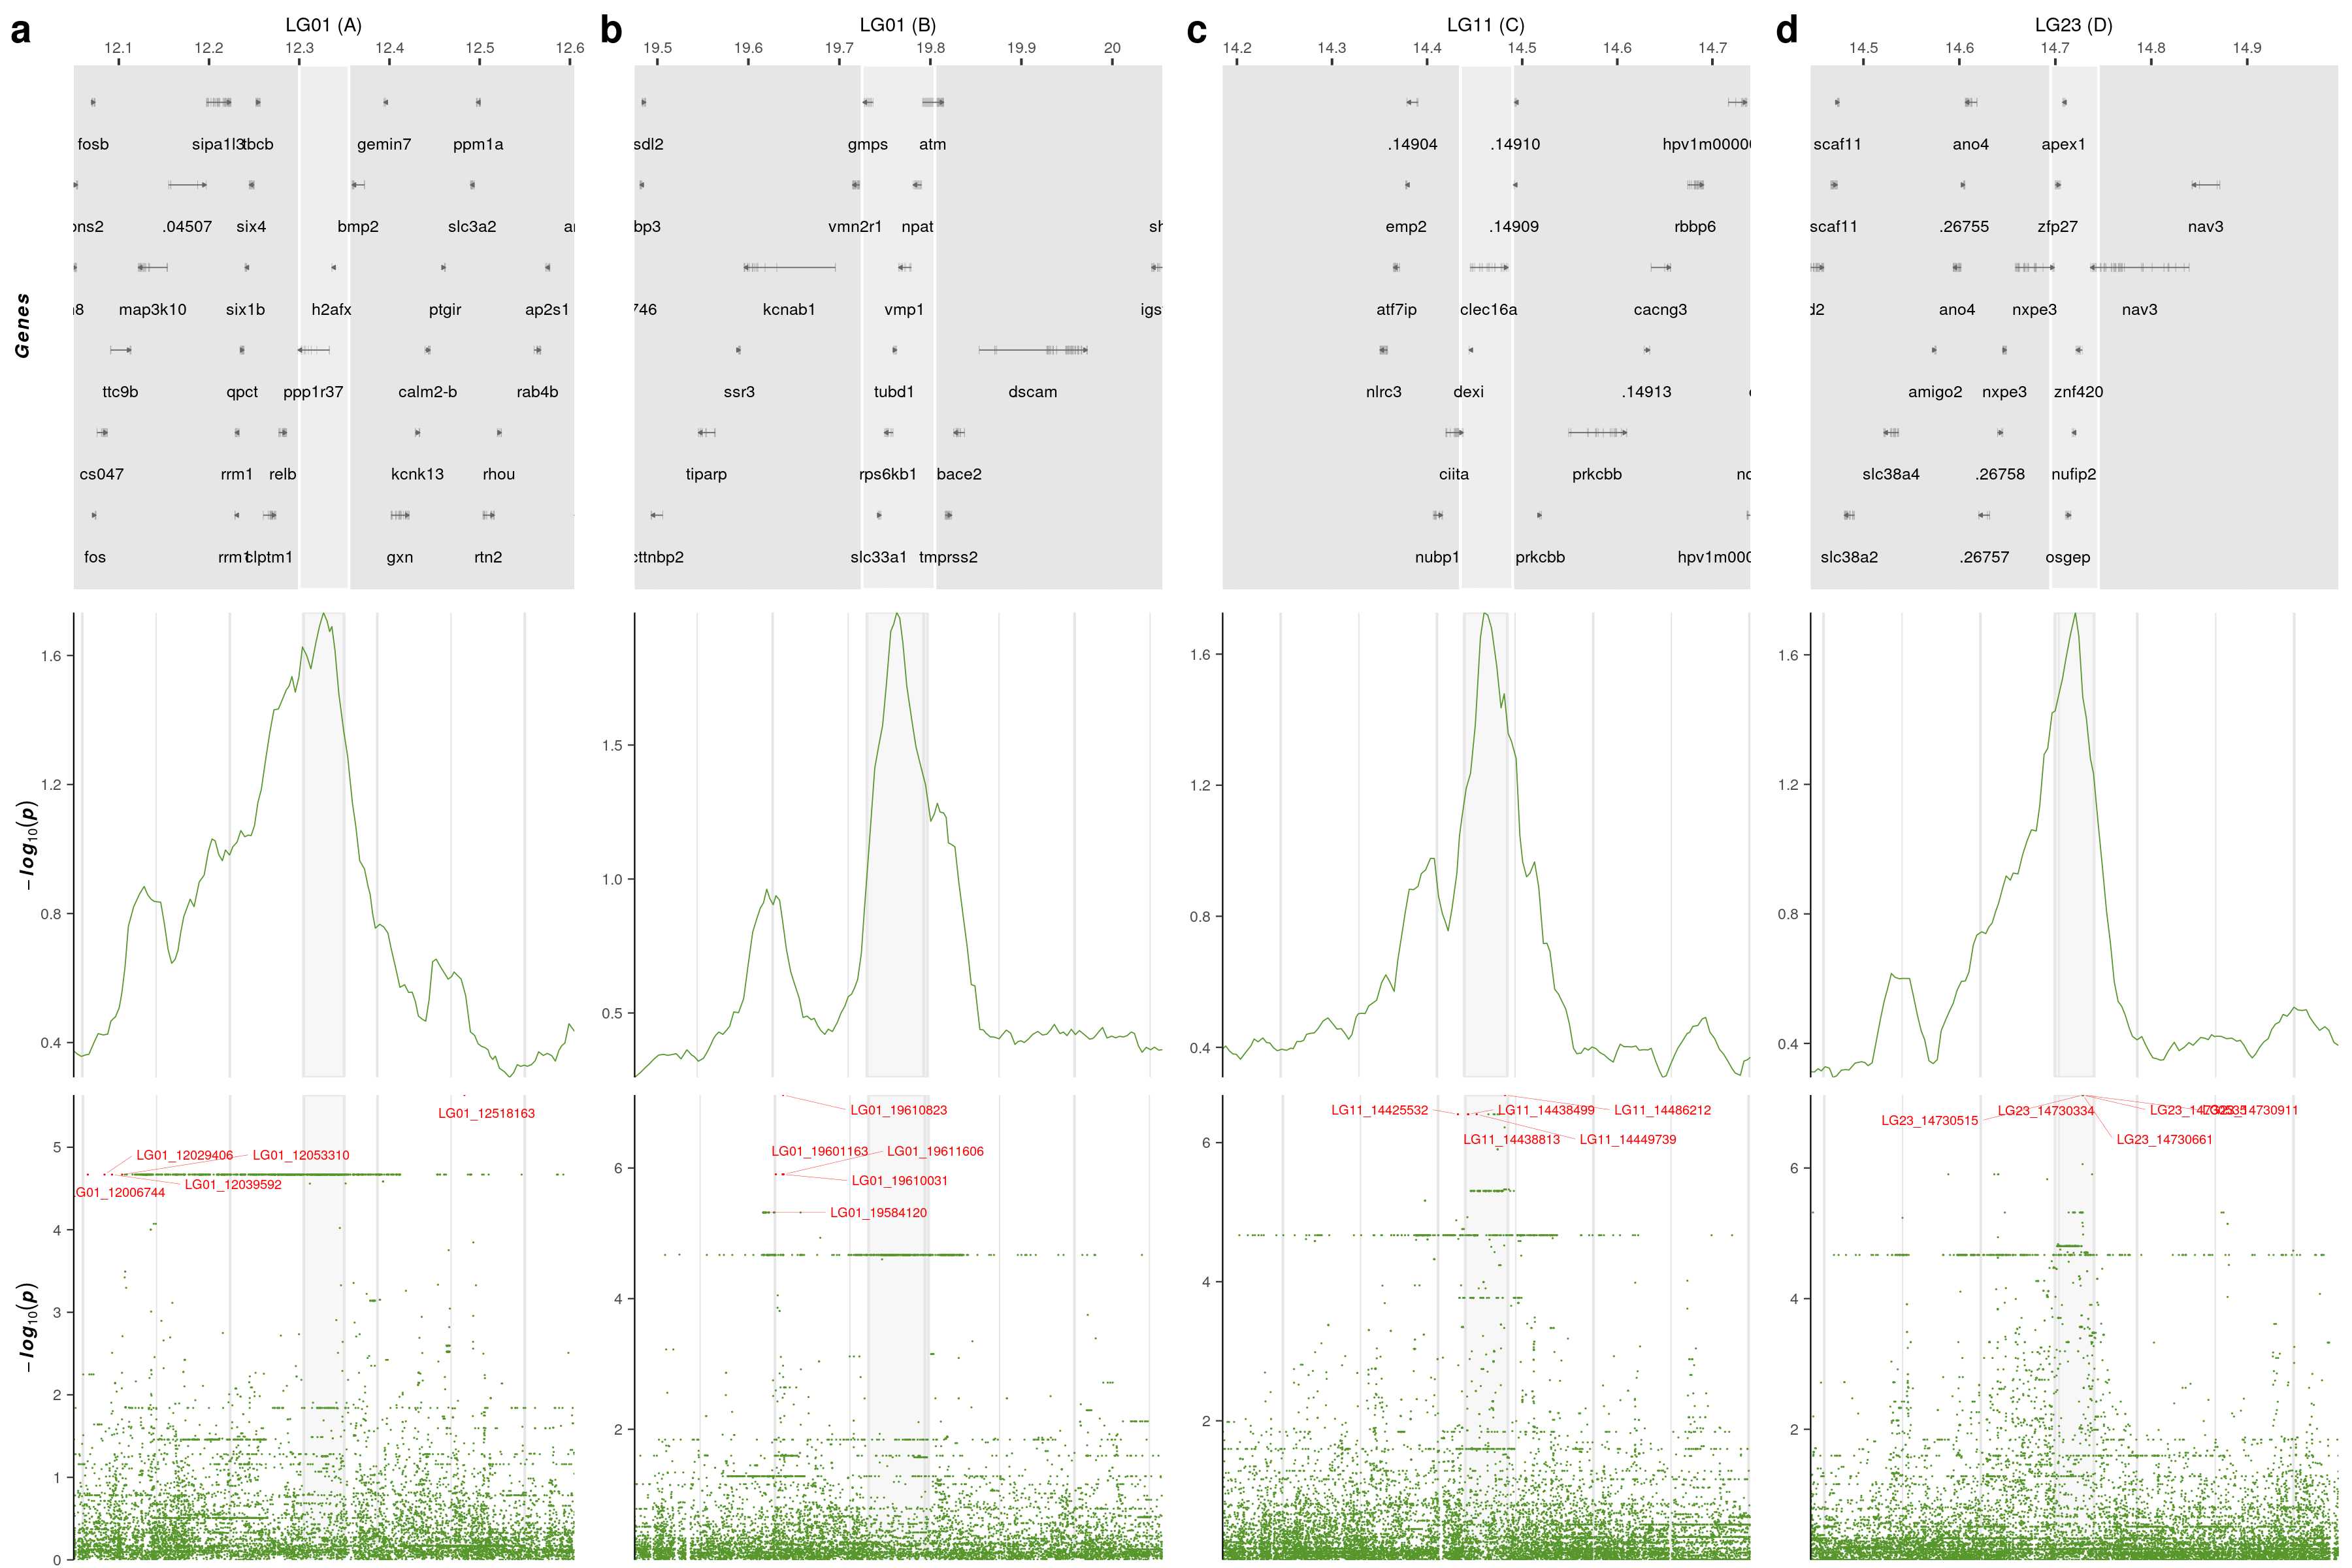 a
LG01 (A)
12.1 12.2 12.3 12.4 12.5 12.6
Genes
fosb sipa1l3 tbcb gemin7 ppm1a
ons2 .04507 six4 bmp2 slc3a2
map3k10 six1b h2afx ptgir ap2s1
ttc9b qpct ppp1r37 calm2-b rab4b
cs047 rrm1 relb kcnk13 rhou
fos rrm1 clptm1 gxn rtn2
−log10(p)
1.6
1.2
0.8
0.4
−log10(p)
5
4
3
2
1
0
LG01_12518163
LG01_12029406 LG01_12053310
LG01_12039592
LG01_12006744
b
LG01 (B)
19.5 19.6 19.7 19.8 19.9 20
sdl2 gmps atm
bp3 vmn2r1 npat sh
746 kcnab1 vmp1 igs
ssr3 tubd1 dscam
tiparp rps6kb1 bace2
cttnbp2 slc33a1 tmprss2
1.5
1.0
0.5
6
4
2
LG01_19610823
LG01_19601163 LG01_19611606
LG01_19610031
LG01_19584120
c
LG11 (C)
14.2 14.3 14.4 14.5 14.6 14.7
.14904 .14910 hpv1m0000
emp2 .14909 rbbp6
atf7ip clec16a cacng3
nlrc3 dexi .14913
ciita prkcbb
nubp1 prkcbb hpv1m000
1.6
1.2
0.8
0.4
6
4
2
LG11_14425532 LG11_14438499 LG11_14486212
LG11_14438813 LG11_14449739
d
LG23 (D)
14.5 14.6 14.7 14.8 14.9
scaf11 ano4 apex1
scaf11 .26755 zfp27 nav3
d2 ano4 nxpe3 nav3
amigo2 nxpe3 znf420
slc38a4 .26758 nufip2
slc38a2 .26757 osgep
1.6
1.2
0.8
0.4
6
4
2
LG23_14730334 LG23_14730911
LG23_14730515
LG23_14730661